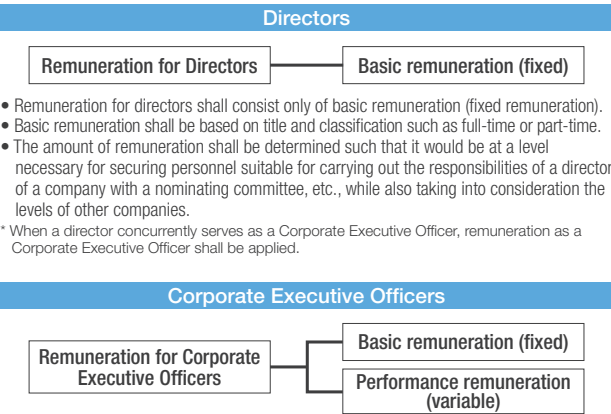 Directors
Remuneration for Directors
Basic remuneration (fixed)
• Remuneration for directors shall consist only of basic remuneration (fixed remuneration).
• Basic remuneration shall be based on title and classification such as full-time or part-time.
• The amount of remuneration shall be determined such that it would be at a level
necessary for securing personnel suitable for carrying out the responsibilities of a director
of a company with a nominating committee, etc., while also taking into consideration the
levels of other companies.
* When a director concurrently serves as a Corporate Executive Officer, remuneration as a
Corporate Executive Officer shall be applied.
Corporate Executive Officers
Remuneration for Corporate
Executive Officers
Basic remuneration (fixed)
Performance remuneration
(variable)